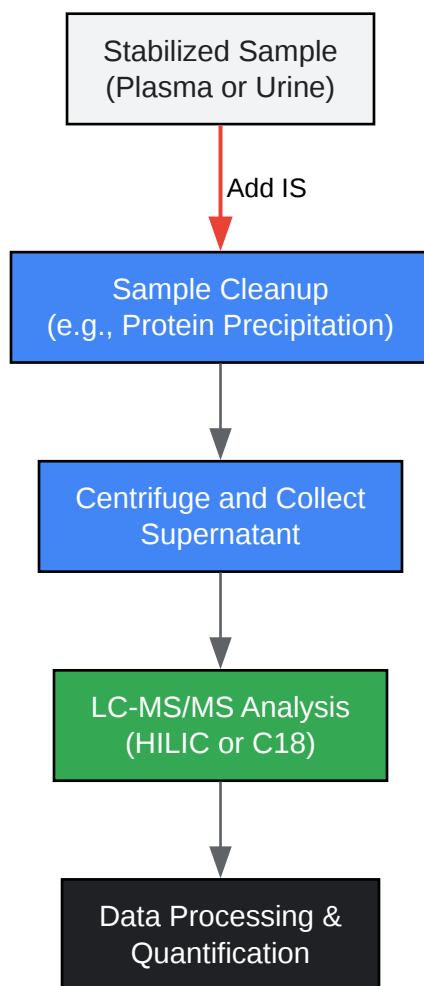 Stabilized Sample
(Plasma or Urine)
Add IS
Sample Cleanup
(e.g., Protein Precipitation)
Centrifuge and Collect
Supernatant
LC-MS/MS Analysis
(HILIC or C18)
Data Processing &
Quantification